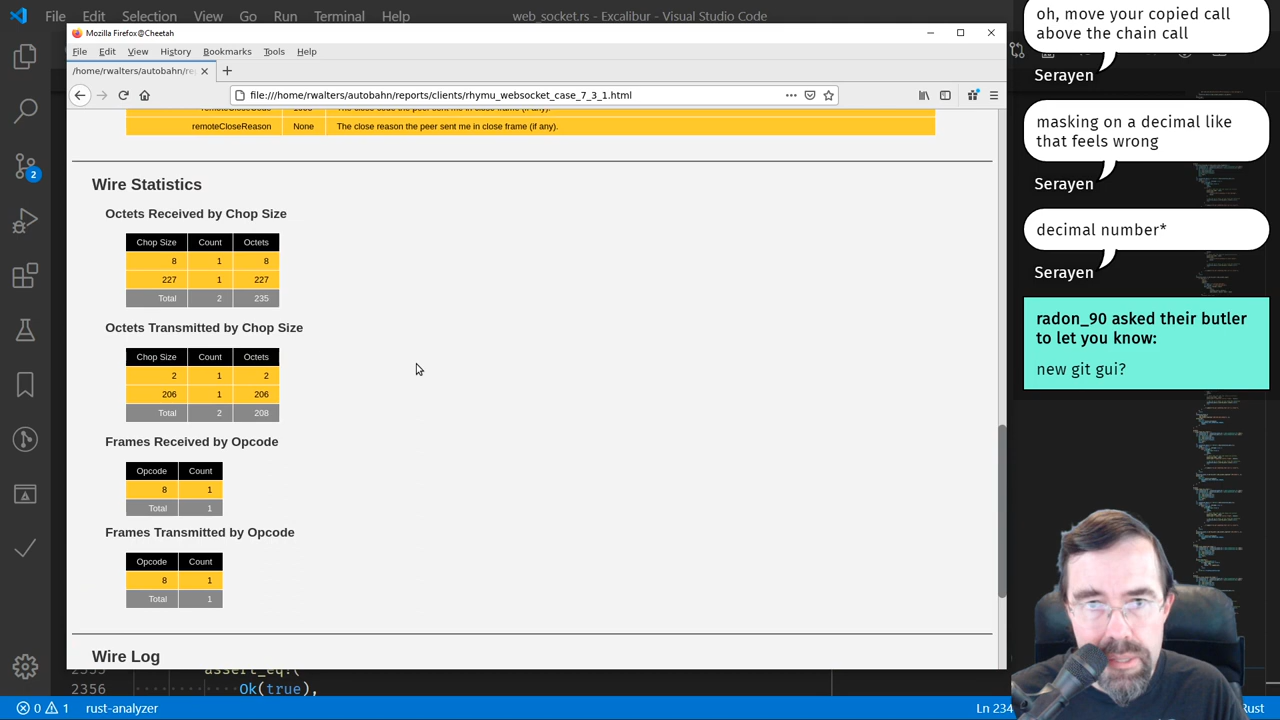 File Edit Selection View Go Run Terminal Help web_socket.rs - Excalibur - Visual Studio Code
Mozilla Firefox@Cheetah
File Edit View History Bookmarks Tools Help
/home/rwalters/autobahn/re
file:///home/rwalters/autobahn/reports/clients/rhymu_websocket_case_7_3_1.html
remoteCloseReason None The close reason the peer sent me in close frame (if any).
Wire Statistics
Octets Received by Chop Size
Chop Size Count Octets
8 1 8
227 1 227
Total 2 235
Octets Transmitted by Chop Size
Chop Size Count Octets
2 1 2
206 1 206
Total 2 208
Frames Received by Opcode
Opcode Count
8 1
Total 1
Frames Transmitted by Opcode
Opcode Count
8 1
Total 1
Wire Log
2356 Ok(true),
2
0 1 rust-analyzer Ln 234 Rust
oh, move your copied call
above the chain call
Serayen
masking on a decimal like
that feels wrong
Serayen
decimal number*
Serayen
radon_90 asked their butler
to let you know:
new git gui?